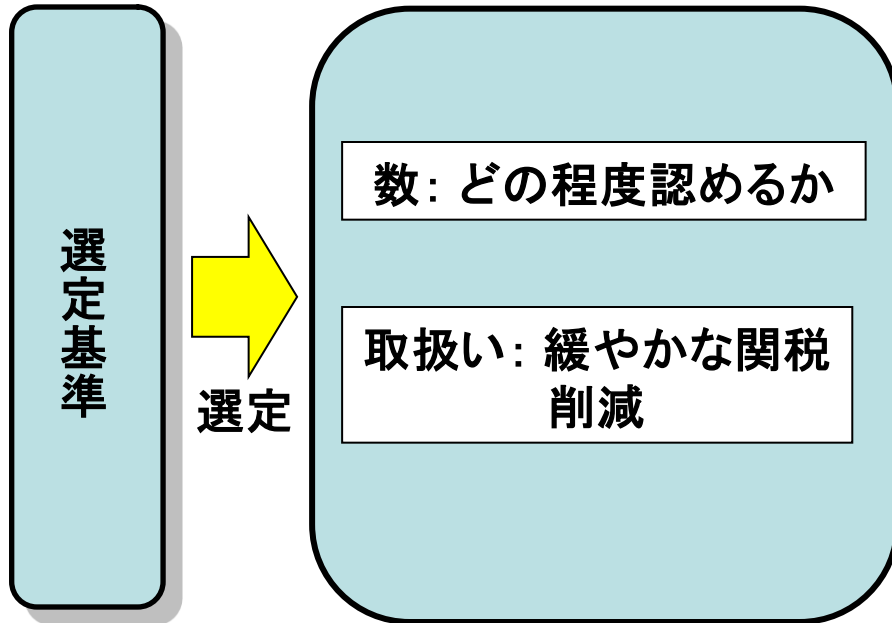 選定基準
選定
数：どの程度認めるか
取扱い：緩やかな関税
削減